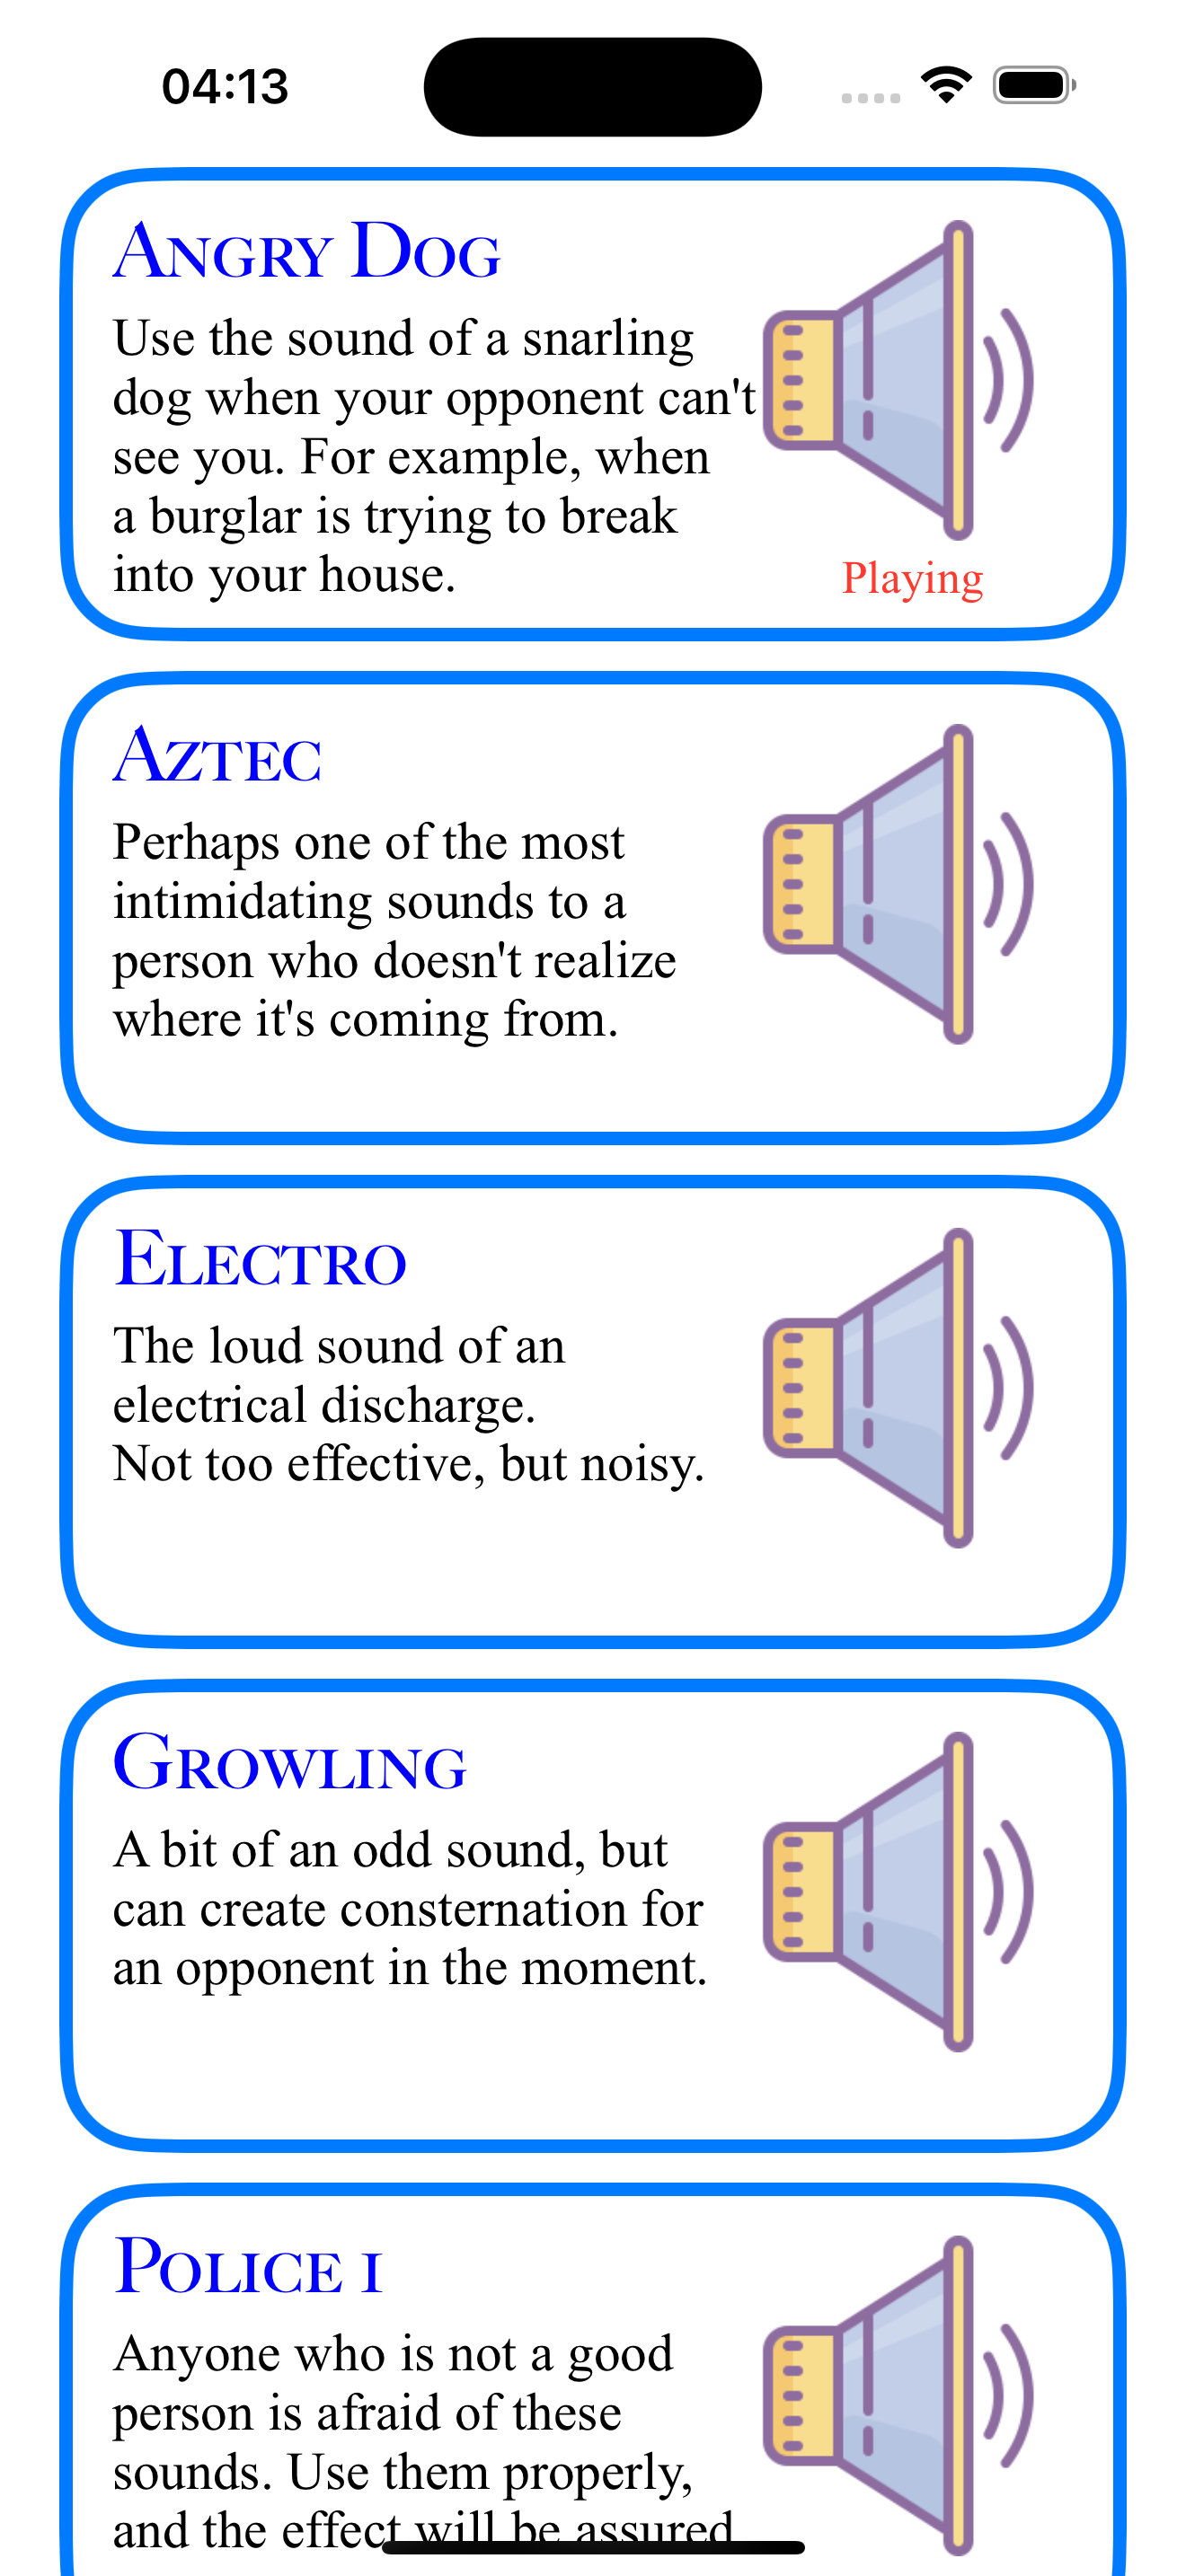 04:13
Angry Dog
Use the sound of a snarling
dog when your opponent can't
see you. For example, when
a burglar is trying to break
into your house.
Playing
Aztec
Perhaps one of the most
intimidating sounds to a
person who doesn't realize
where it's coming from.
Electro
The loud sound of an
electrical discharge.
Not too effective, but noisy.
Growling
A bit of an odd sound, but
can create consternation for
an opponent in the moment.
Police 1
Anyone who is not a good
person is afraid of these
sounds. Use them properly,
and the effect will be assured